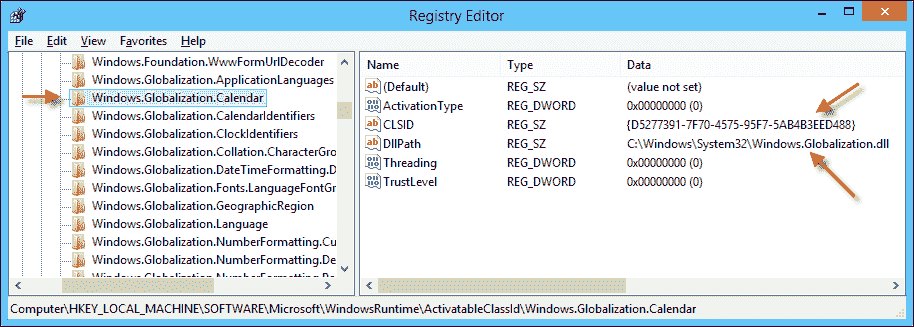 Registry Editor
File Edit View Favorites Help
Windows.Foundation.WwwFormUrlDecoder
Windows.Globalization.ApplicationLanguages
Windows.Globalization.Calendar
Windows.Globalization.CalendarIdentifiers
Windows.Globalization.ClockIdentifiers
Windows.Globalization.Collation.CharacterGro
Windows.Globalization.DateTimeFormatting.D
Windows.Globalization.Fonts.LanguageFontGr
Windows.Globalization.GeographicRegion
Windows.Globalization.Language
Windows.Globalization.NumberFormatting.Cu
Windows.Globalization.NumberFormatting.De
Windows.Globalization.NumberFormatting.Per
Name Type Data
(Default) REG_SZ (value not set)
ActivationType REG_DWORD 0x00000000 (0)
CLSID REG_SZ {D5277391-7F70-4575-95F7-5AB4B3EED488}
DllPath REG_SZ C:\Windows\System32\Windows.Globalization.dll
Threading REG_DWORD 0x00000000 (0)
TrustLevel REG_DWORD 0x00000000 (0)
Computer\HKEY_LOCAL_MACHINE\SOFTWARE\Microsoft\WindowsRuntime\ActivatableClassId\Windows.Globalization.Calendar